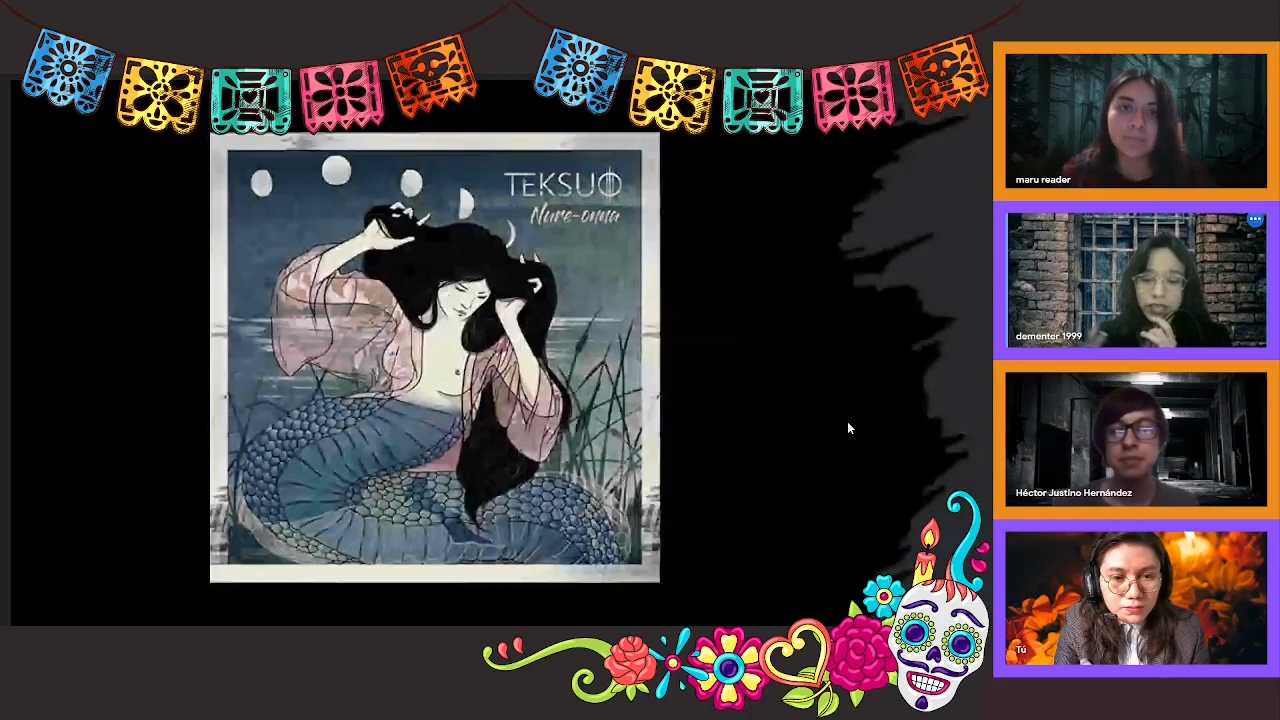 TEKSUO
Nure-onna
maru reader
dementer 1999
Héctor Justino Hernández
Tú